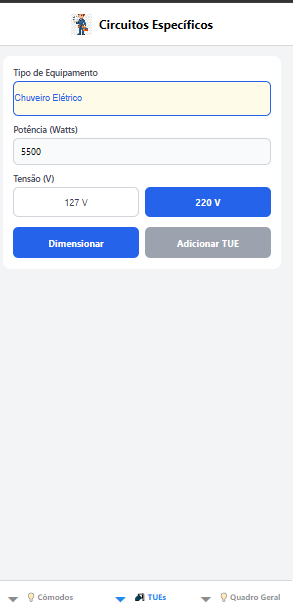 Circuitos Específicos
Tipo de Equipamento
Chuveiro Elétrico
Potência (Watts)
5500
Tensão (V)
127 V
220 V
Dimensionar
Adicionar TUE
Cômodos
TUEs
Quadro Geral